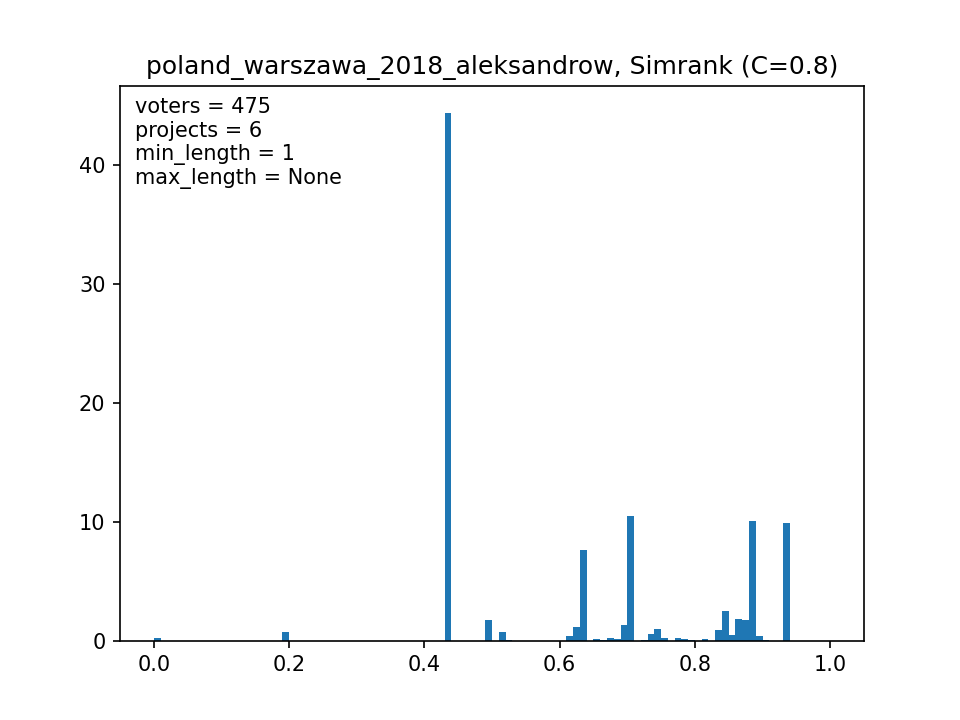 poland_warszawa_2018_aleksandrow, Simrank (C=0.8)
voters = 475
projects = 6
min_length = 1
max_length = None
40
30
20
10
0
0.0 0.2 0.4 0.6 0.8 1.0